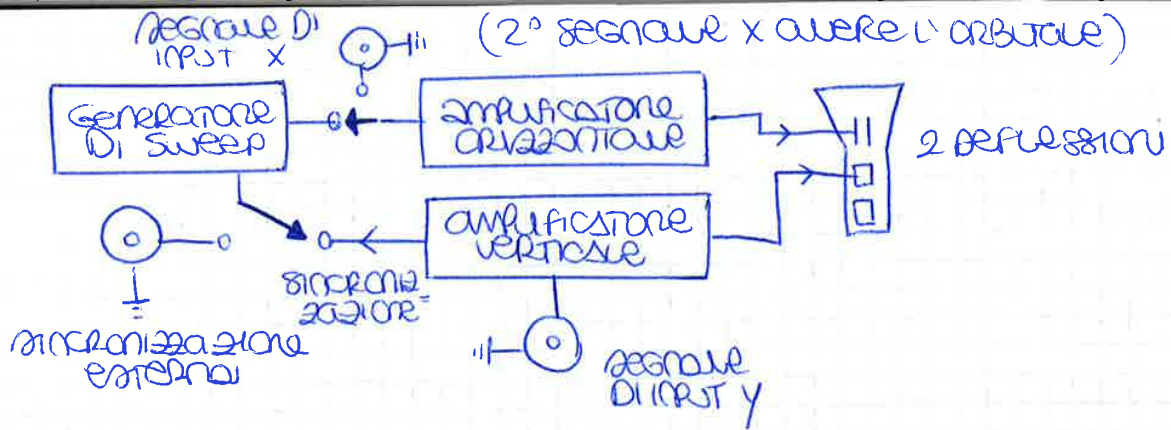 SEGNALE DI
INPUT X
(2° SEGNALE X AVERE L'ORBITALE)
GENERATORE
DI SWEEP
AMPLIFICATORE
ORIZZONTALE
2 DEFLESSIONI
AMPLIFICATORE
VERTICALE
SINCRONIZ=
ZAZIONE
SINCRONIZZAZIONE
ESTERNA
SEGNALE
DI INPUT Y